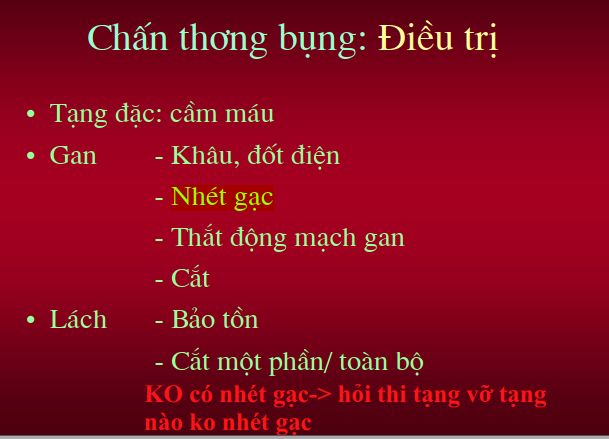 Chấn thơng bụng: Điều trị
• Tạng đặc: cầm máu
• Gan - Khâu, đốt điện
- Nhét gạc
- Thắt động mạch gan
- Cắt
• Lách - Bảo tồn
- Cắt một phần/ toàn bộ
KO có nhét gạc-> hỏi thi tạng vỡ tạng
nào ko nhét gạc